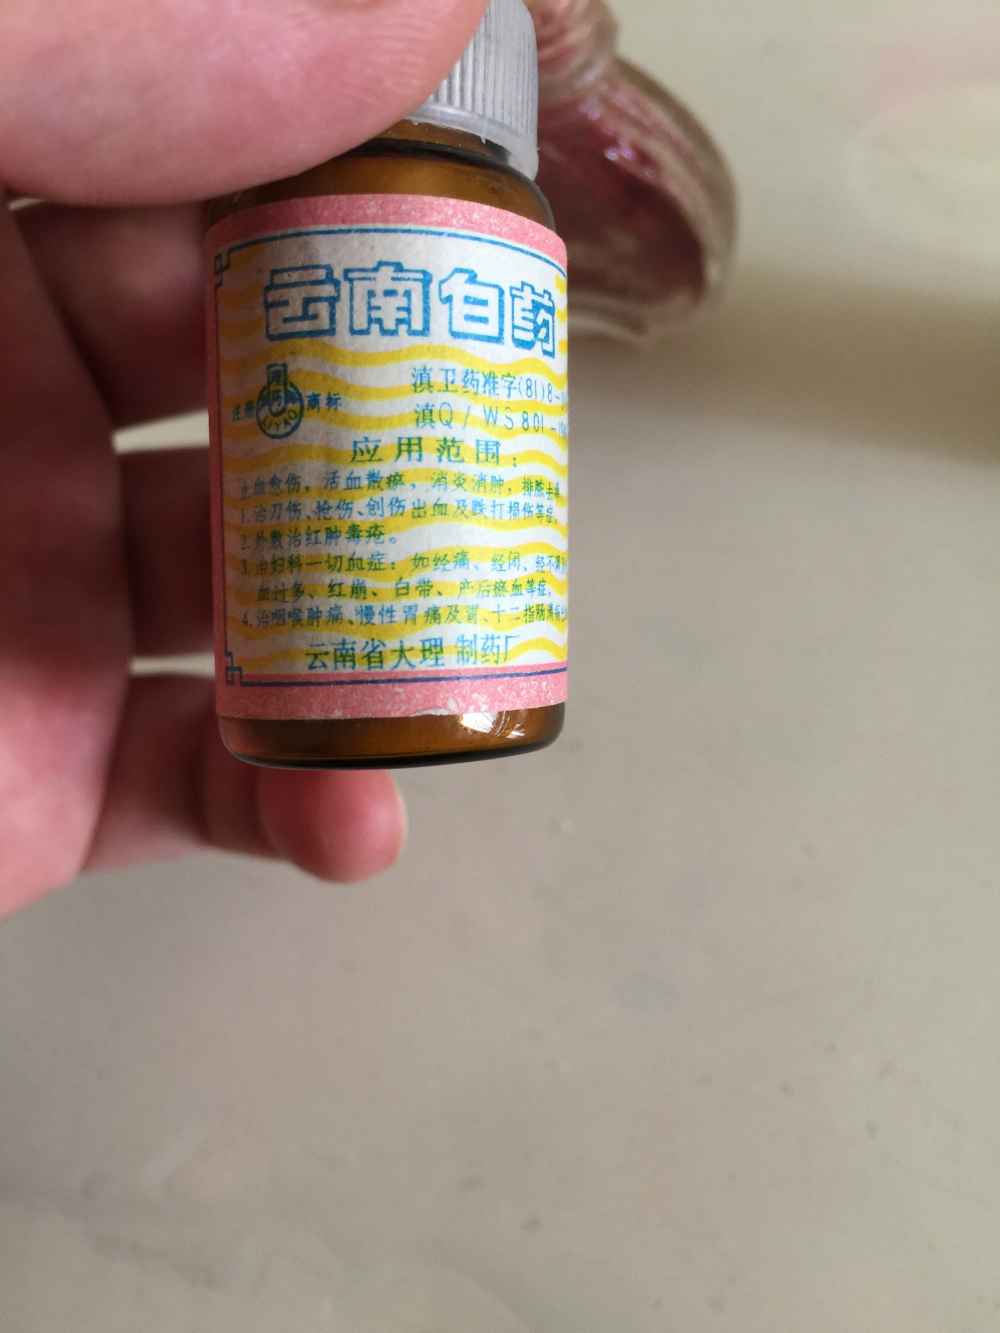 云南白药
滇卫药准字(81)8-
注册 商标
滇Q/WS801-
应用范围：
止血愈伤，活血散瘀，消炎消肿，排脓去
1.治刀伤、抢伤、创伤出血及跌打损伤等症。
2.外敷治红肿毒疮。
3.治妇科一切血症：如经痛、经闭、经不
血过多、红崩、白带、产后瘀血等症。
4.治咽喉肿痛、慢性胃痛及胃、十二指肠
云南省大理制药厂